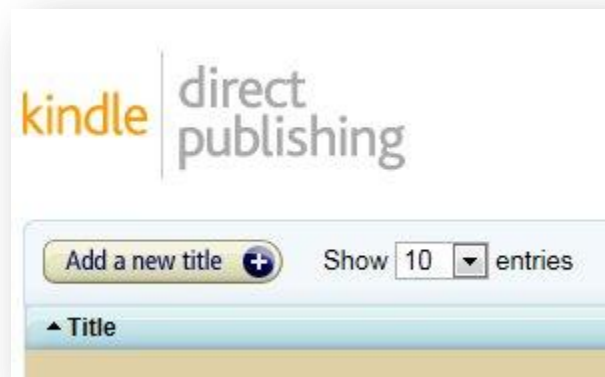 kindle
direct
publishing
Add a new title
Show 10 entries
Title